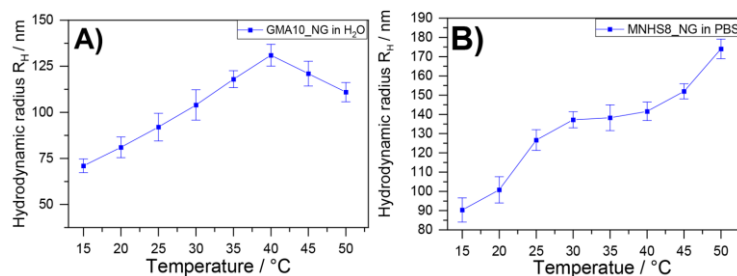 A)
GMA10_NG in H₂O
Hydrodynamic radius R_H / nm
150
125
100
75
50
15 20 25 30 35 40 45 50
Temperature / °C
B)
MNHS8_NG in PBS
Hydrodynamic radius R_H / nm
190
180
170
160
150
140
130
120
110
100
90
80
15 20 25 30 35 40 45 50
Temperatue / °C